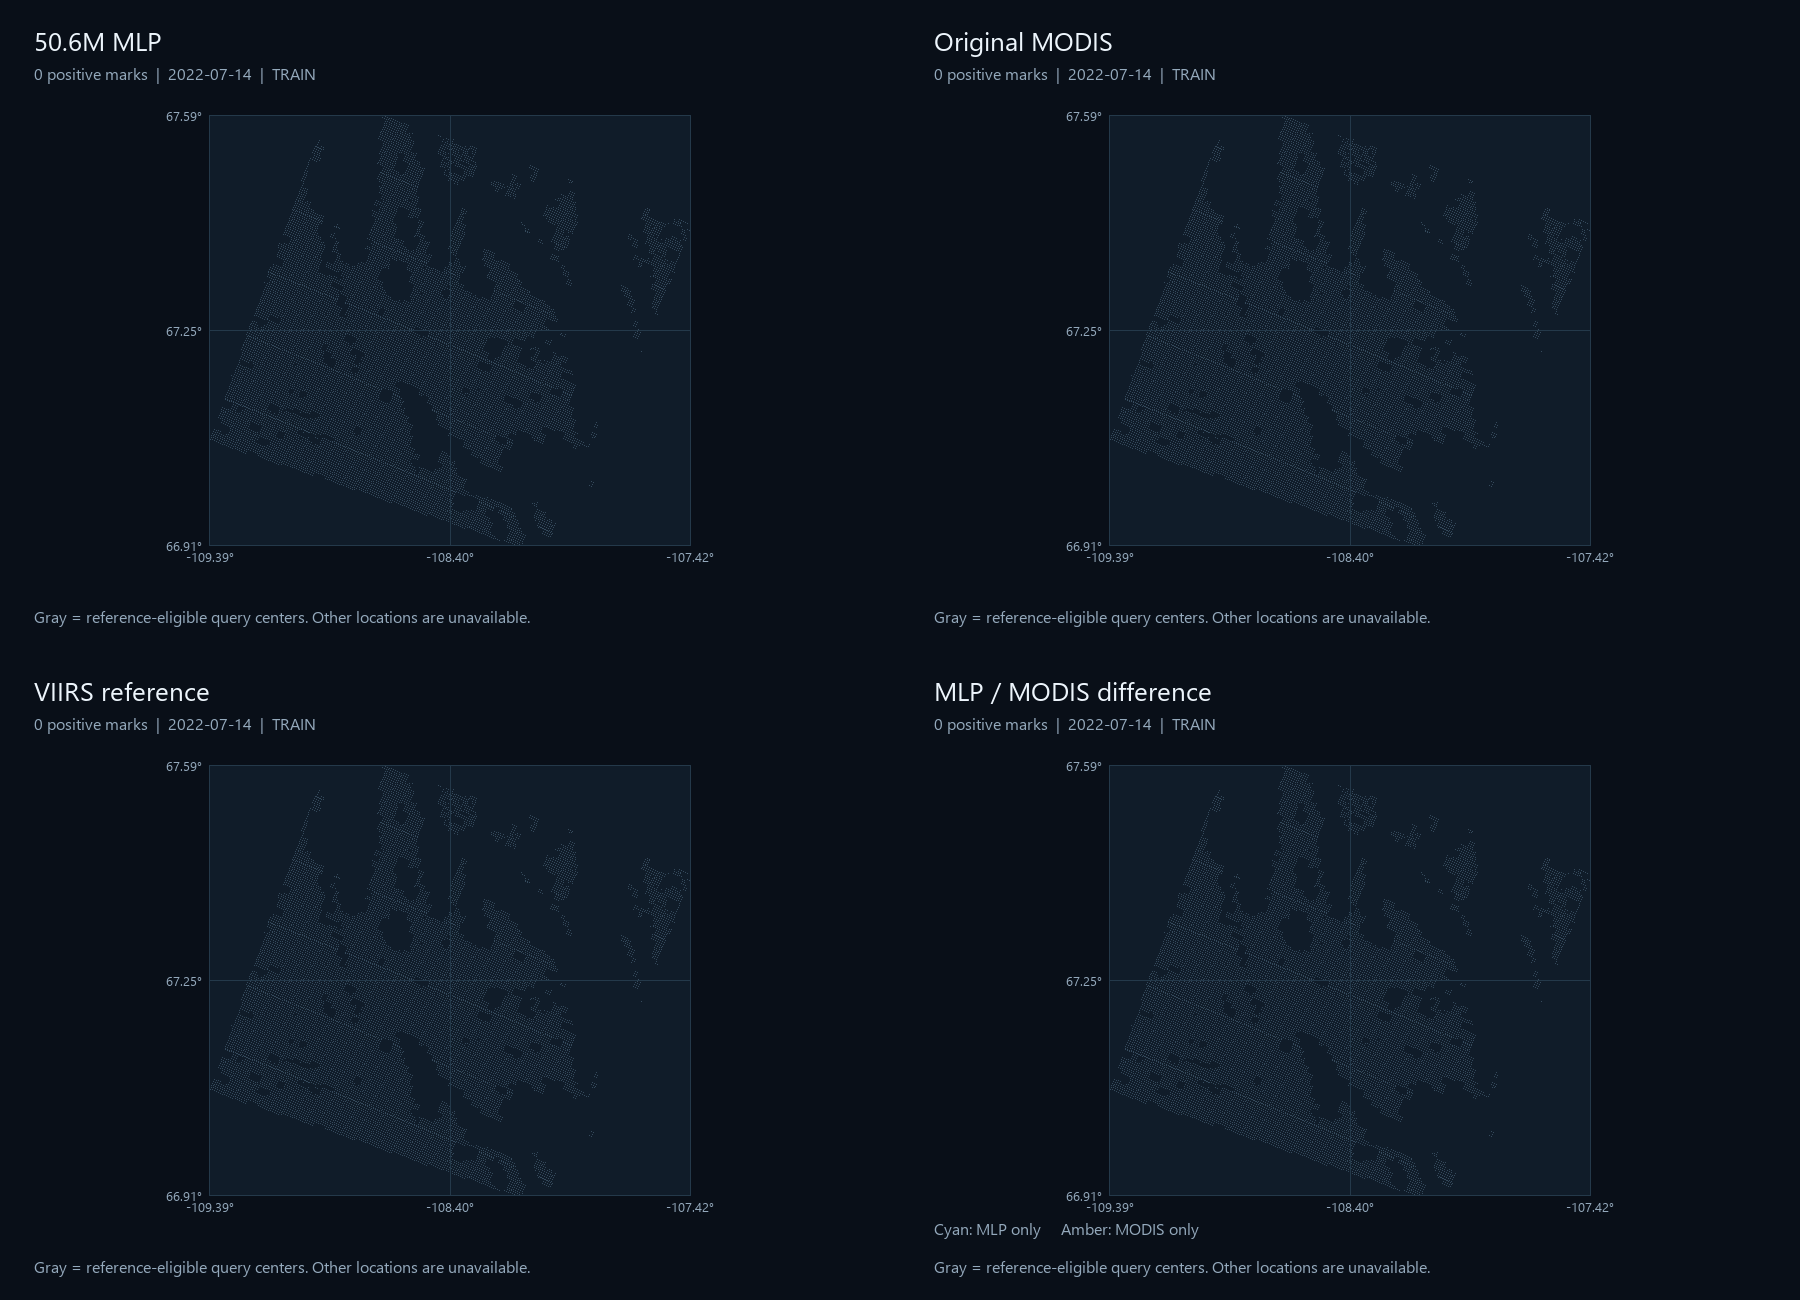 50.6M MLP
0 positive marks | 2022-07-14 | TRAIN
67.59°
67.25°
66.91°
-109.39°
-108.40°
-107.42°
Gray = reference-eligible query centers. Other locations are unavailable.
Original MODIS
0 positive marks | 2022-07-14 | TRAIN
67.59°
67.25°
66.91°
-109.39°
-108.40°
-107.42°
Gray = reference-eligible query centers. Other locations are unavailable.
VIIRS reference
0 positive marks | 2022-07-14 | TRAIN
67.59°
67.25°
66.91°
-109.39°
-108.40°
-107.42°
Gray = reference-eligible query centers. Other locations are unavailable.
MLP / MODIS difference
0 positive marks | 2022-07-14 | TRAIN
67.59°
67.25°
66.91°
-109.39°
-108.40°
-107.42°
Cyan: MLP only Amber: MODIS only
Gray = reference-eligible query centers. Other locations are unavailable.